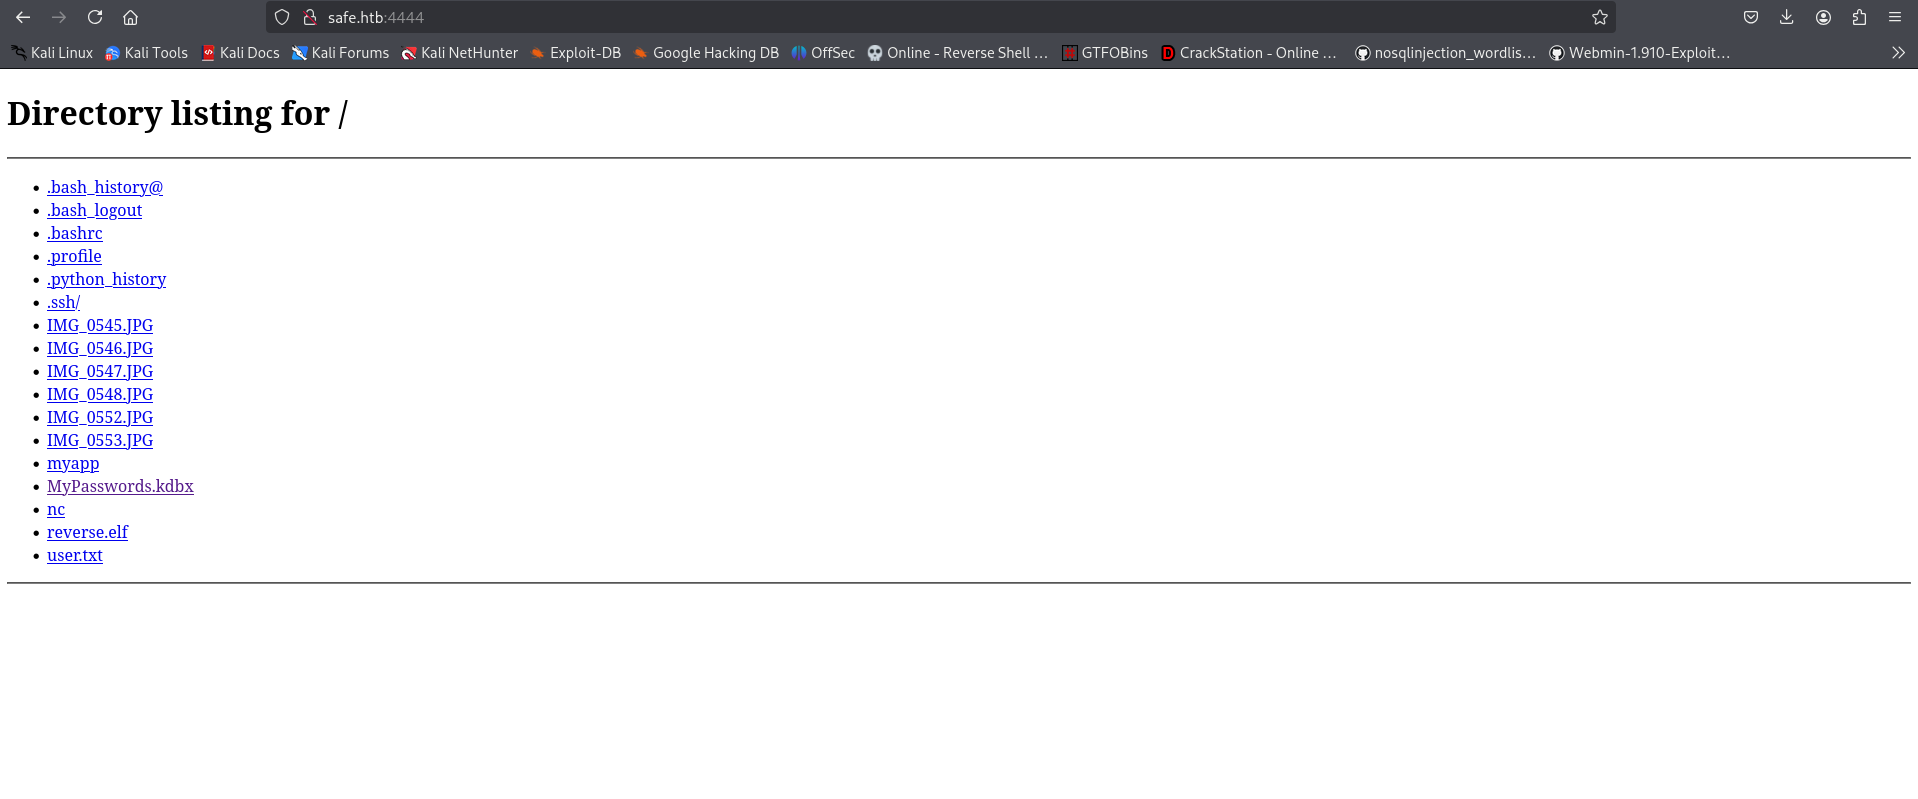 safe.htb:4444
Kali Linux Kali Tools Kali Docs Kali Forums Kali NetHunter Exploit-DB Google Hacking DB OffSec Online - Reverse Shell … GTFOBins CrackStation - Online … nosqlinjection_wordlis… Webmin-1.910-Exploit…
Directory listing for /
.bash_history@
.bash_logout
.bashrc
.profile
.python_history
.ssh/
IMG_0545.JPG
IMG_0546.JPG
IMG_0547.JPG
IMG_0548.JPG
IMG_0552.JPG
IMG_0553.JPG
myapp
MyPasswords.kdbx
nc
reverse.elf
user.txt